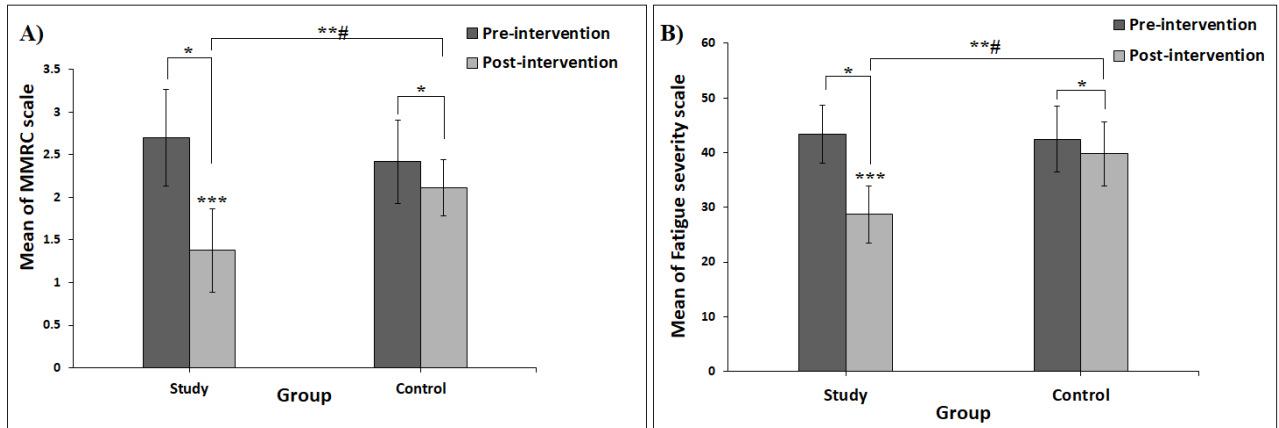 A)
Pre-intervention
Post-intervention
**#
*
*
***
Mean of MMRC scale
3.5
3
2.5
2
1.5
1
0.5
0
Study
Control
Group
B)
Pre-intervention
Post-intervention
**#
*
*
***
Mean of Fatigue severity scale
60
50
40
30
20
10
0
Study
Control
Group